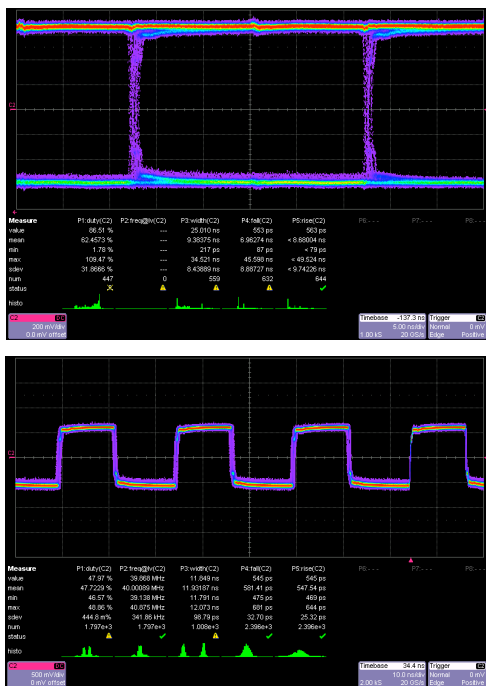 C2
Measure P1:duty(C2) P2:freq@lv(C2) P3:width(C2) P4:fall(C2) P5:rise(C2) P6:- - - P7:- - - P8:- - -
value 86.51 % --- 25.010 ns 553 ps 563 ps
mean 62.4573 % --- 9.38375 ns 6.96274 ns < 8.68004 ns
min 1.78 % --- 217 ps 87 ps < 79 ps
max 109.47 % --- 34.521 ns 45.598 ns < 49.524 ns
sdev 31.8665 % --- 8.43889 ns 8.88727 ns < 9.74226 ns
num 447 0 559 632 644
status
histo
C2 DC
200 mV/div
0.0 mV offset
Timebase -137.3 ns
5.00 ns/div
1.00 kS 20 GS/s
Trigger C2
Normal 0 mV
Edge Positive
C2
Measure P1:duty(C2) P2:freq@lv(C2) P3:width(C2) P4:fall(C2) P5:rise(C2) P6:- - - P7:- - - P8:- - -
value 47.97 % 39.868 MHz 11.849 ns 545 ps 545 ps
mean 47.7229 % 40.00089 MHz 11.93187 ns 581.41 ps 547.54 ps
min 46.57 % 39.138 MHz 11.791 ns 475 ps 469 ps
max 48.86 % 40.875 MHz 12.073 ns 681 ps 644 ps
sdev 444.8 m% 341.86 kHz 98.79 ps 32.70 ps 25.32 ps
num 1.797e+3 1.797e+3 1.008e+3 2.396e+3 2.396e+3
status
histo
C2 DC
500 mV/div
0 mV offset
Timebase 34.4 ns
10.0 ns/div
2.00 kS 20 GS/s
Trigger C2
Normal 0 mV
Edge Positive